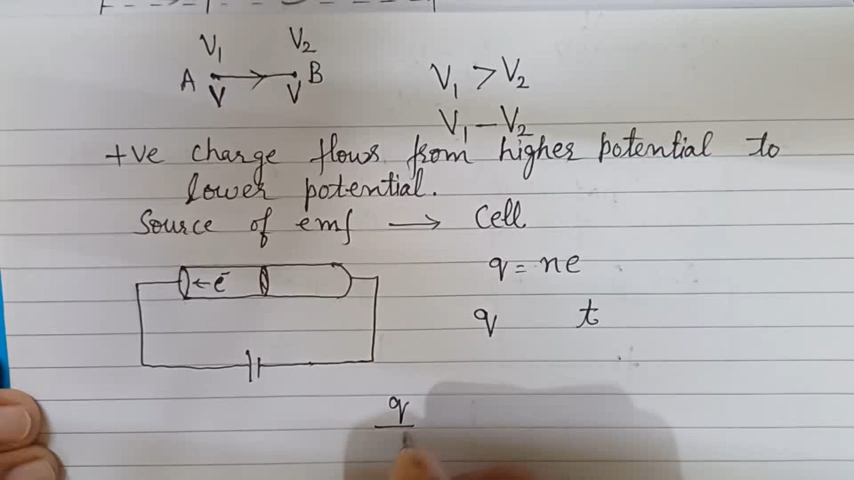 V₁ V₂
A B V₁ > V₂
V V
V₁ - V₂
+ve charge flows from higher potential to
lower potential.
Source of emf → Cell
←e⁻ q = ne
q t
q